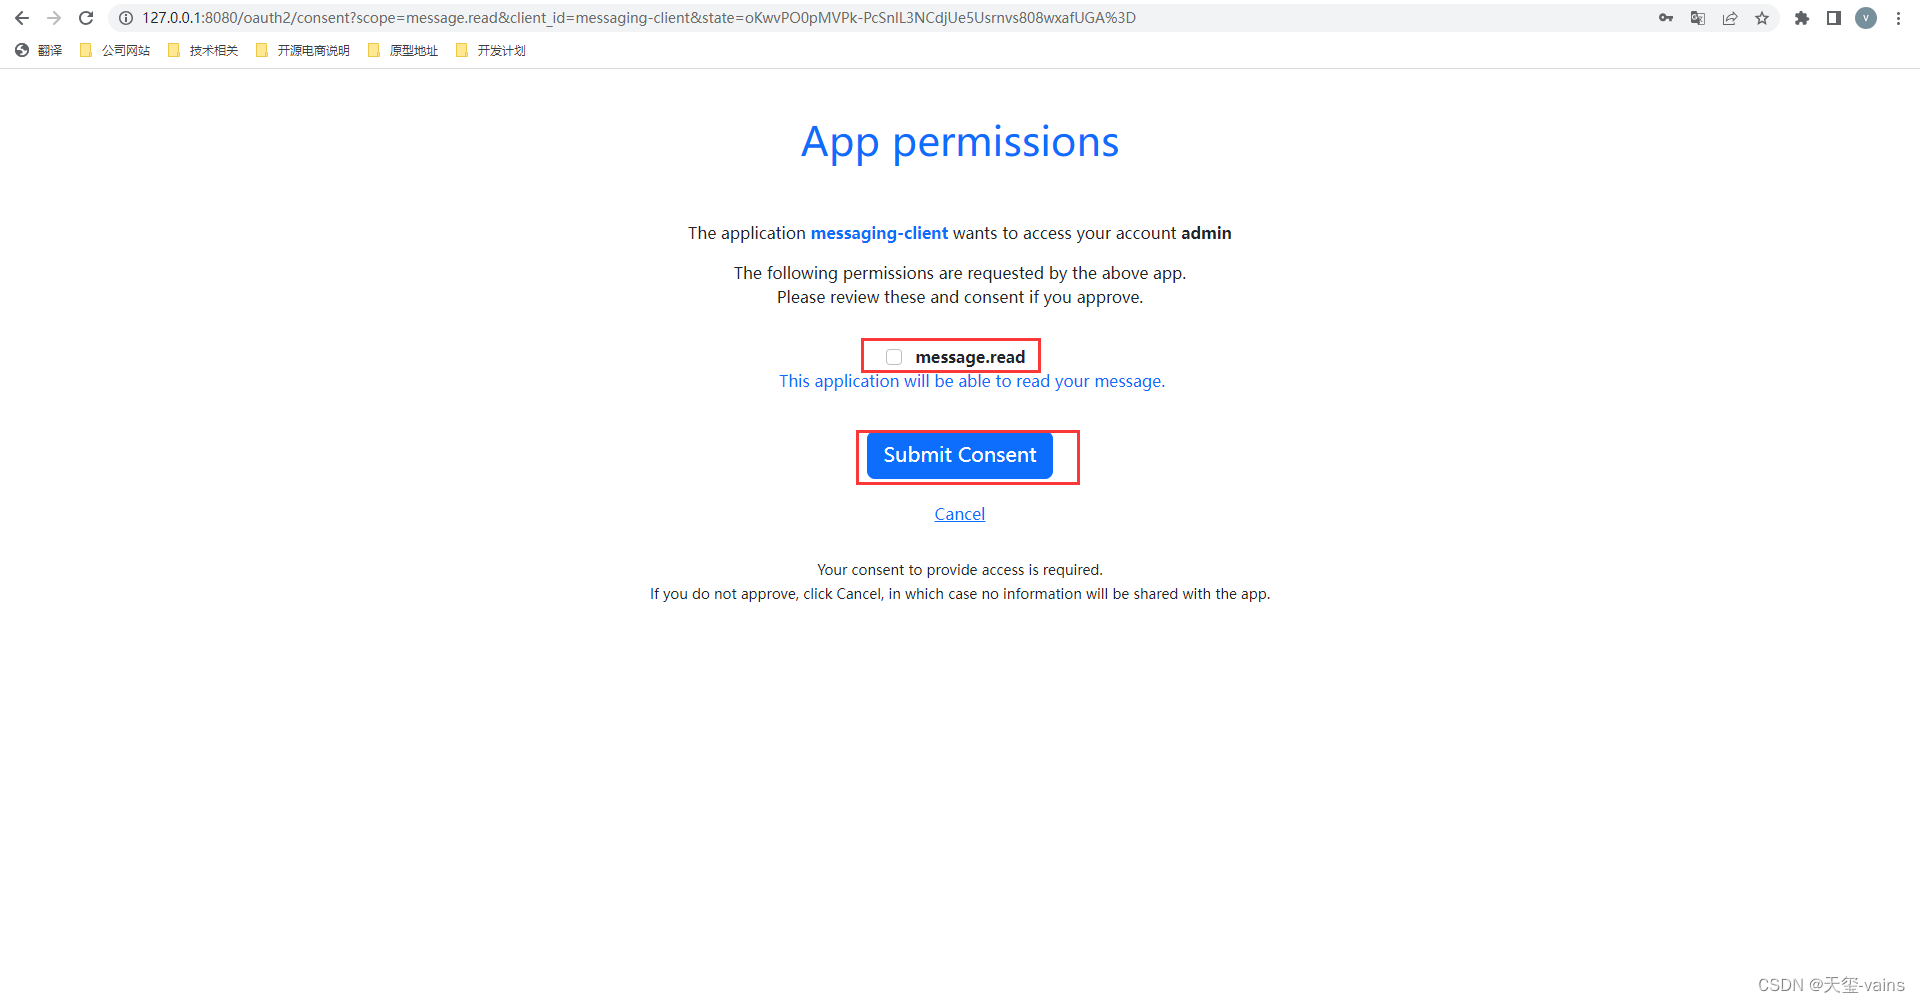 127.0.0.1:8080/oauth2/consent?scope=message.read&client_id=messaging-client&state=oKwvPO0pMVPk-PcSnIL3NCdjUe5Usrnvs808wxafUGA%3D
V
翻译 公司网站 技术相关 开源电商说明 原型地址 开发计划
App permissions
The application messaging-client wants to access your account admin
The following permissions are requested by the above app.
Please review these and consent if you approve.
message.read
This application will be able to read your message.
Submit Consent
Cancel
Your consent to provide access is required.
If you do not approve, click Cancel, in which case no information will be shared with the app.
CSDN @天玺-vains